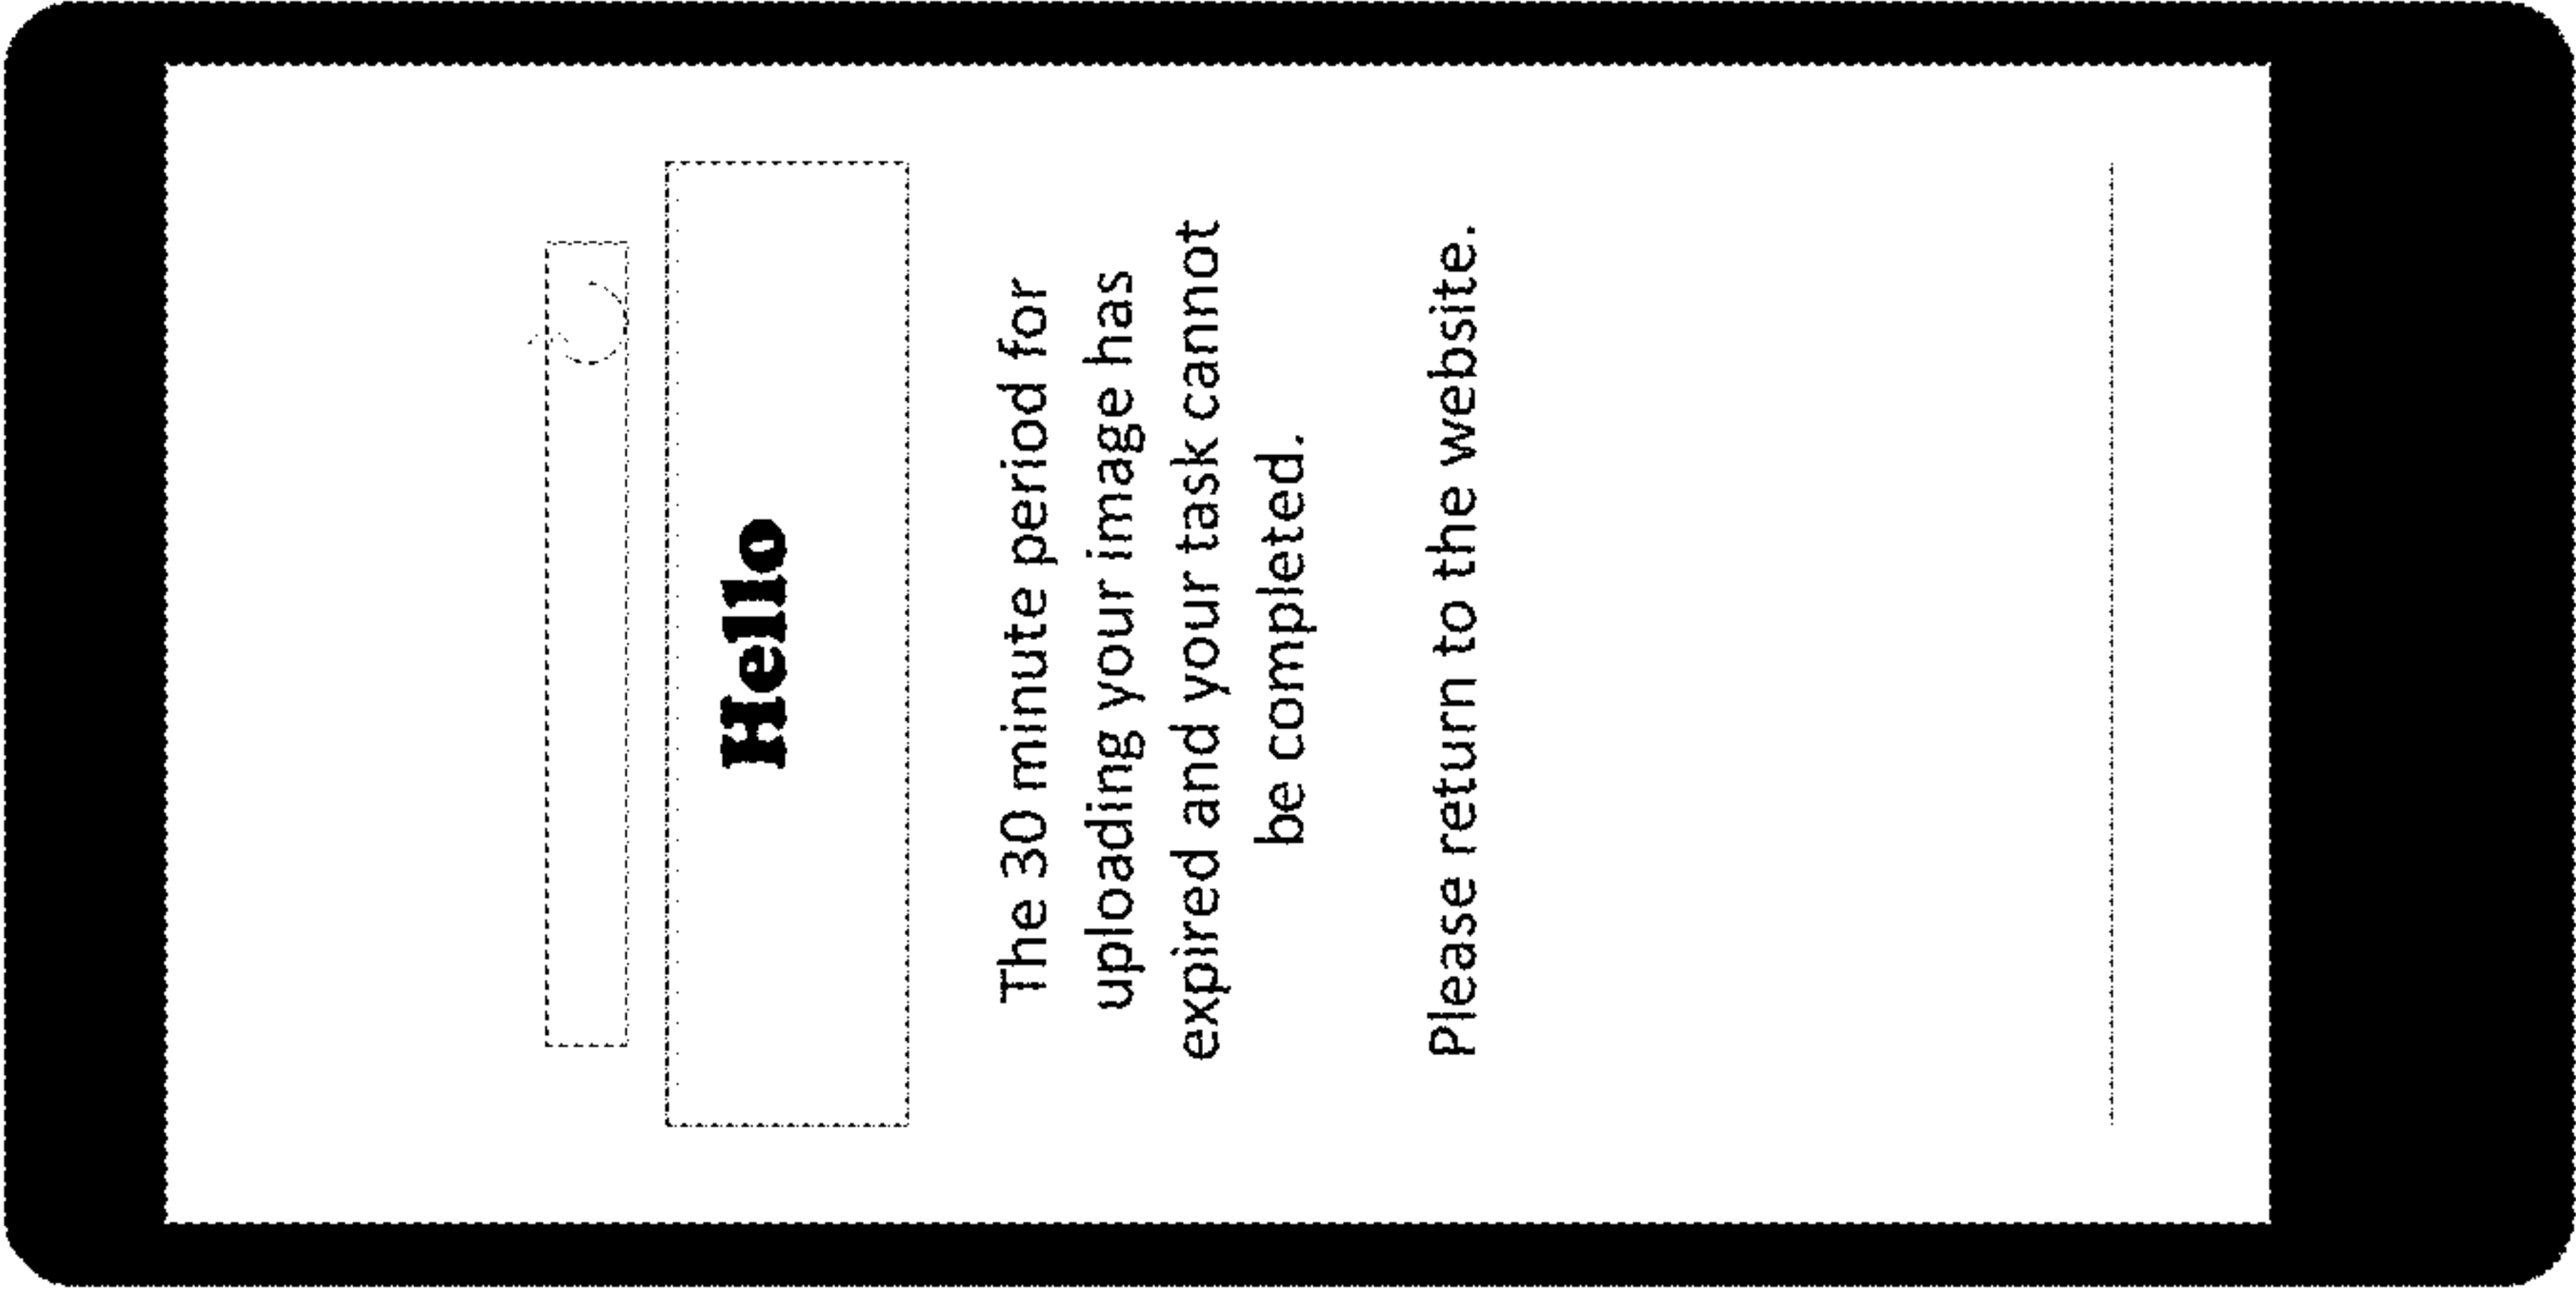 Hello
The 30 minute period for
uploading your image has
expired and your task cannot
be completed.
Please return to the website.